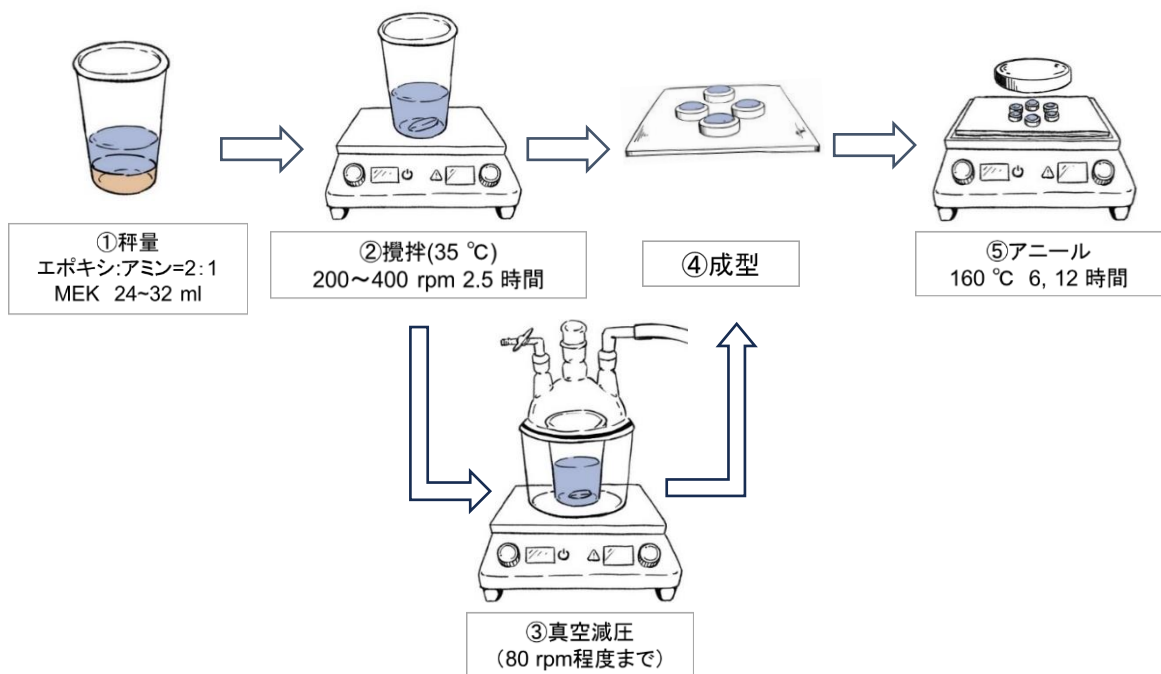 ①秤量
エポキシ:アミン=2:1
MEK 24~32 ml
②攪拌(35 ℃)
200～400 rpm 2.5 時間
③真空減圧
（80 rpm程度まで）
④成型
⑤アニール
160 ℃ 6, 12 時間